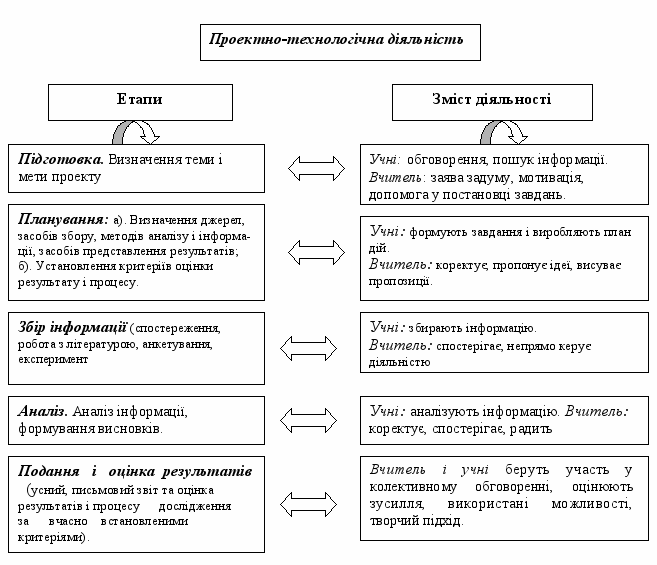 Проектно-технологічна діяльність
Етапи
Зміст діяльності
Підготовка. Визначення теми і
мети проекту
Учні: обговорення, пошук інформації.
Вчитель: заява задуму, мотивація,
допомога у постановці завдань.
Планування: а). Визначення джерел,
засобів збору, методів аналізу і інформа-
ції, засобів представлення результатів;
б). Установлення критеріїв оцінки
результату і процесу.
Учні: формують завдання і виробляють план
дій.
Вчитель: коректує, пропонує ідеї, висуває
пропозиції.
Збір інформації (спостереження,
робота з літературою, анкетування,
експеримент
Учні: збирають інформацію.
Вчитель: спостерігає, непрямо керує
діяльністю
Аналіз. Аналіз інформації,
формування висновків.
Учні: аналізують інформацію. Вчитель:
коректує, спостерігає, радить
Подання і оцінка результатів
(усний, письмовий звіт та оцінка
результатів і процесу дослідження
за вчасно встановленими
критеріями).
Вчитель і учні беруть участь у
колективному обговоренні, оцінюють
зусилля, використані можливості,
творчий підхід.